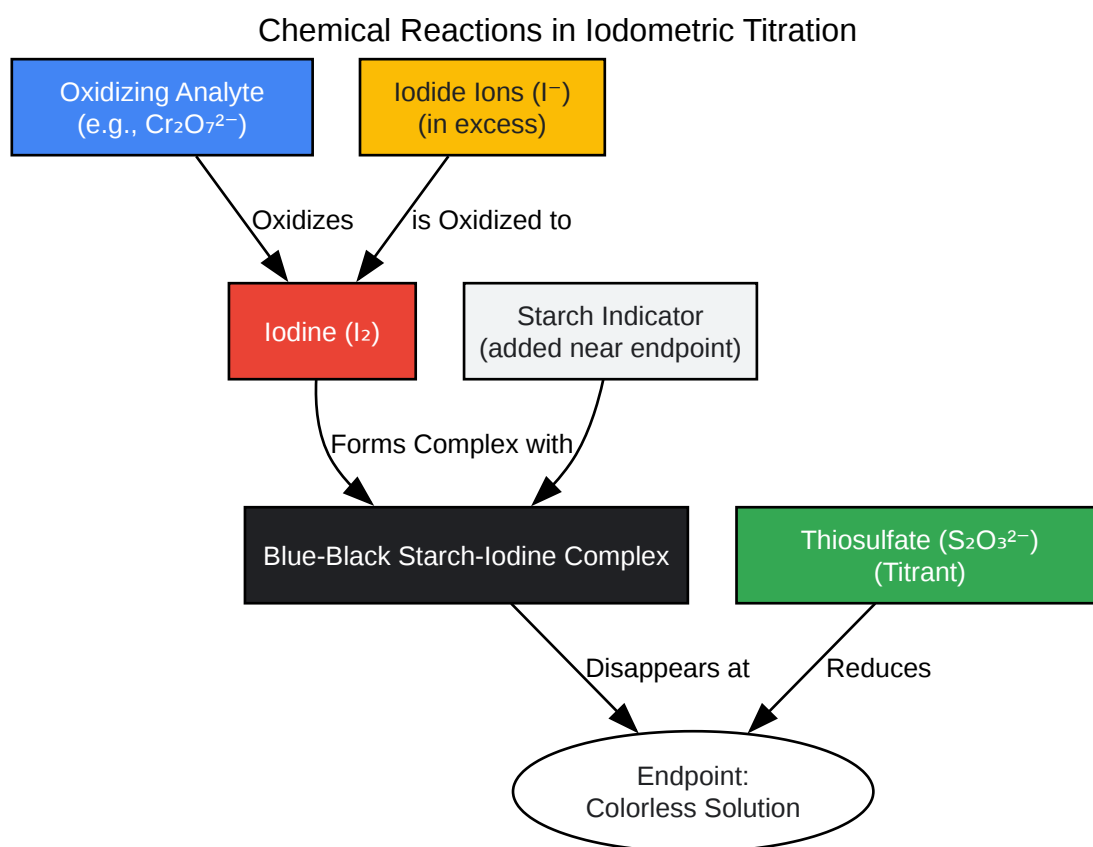 Chemical Reactions in Iodometric Titration
Oxidizing Analyte
(e.g., Cr₂O₇²⁻)
Iodide Ions (I⁻)
(in excess)
Oxidizes
is Oxidized to
Iodine (I₂)
Starch Indicator
(added near endpoint)
Forms Complex with
Blue-Black Starch-Iodine Complex
Thiosulfate (S₂O₃²⁻)
(Titrant)
Disappears at
Reduces
Endpoint:
Colorless Solution